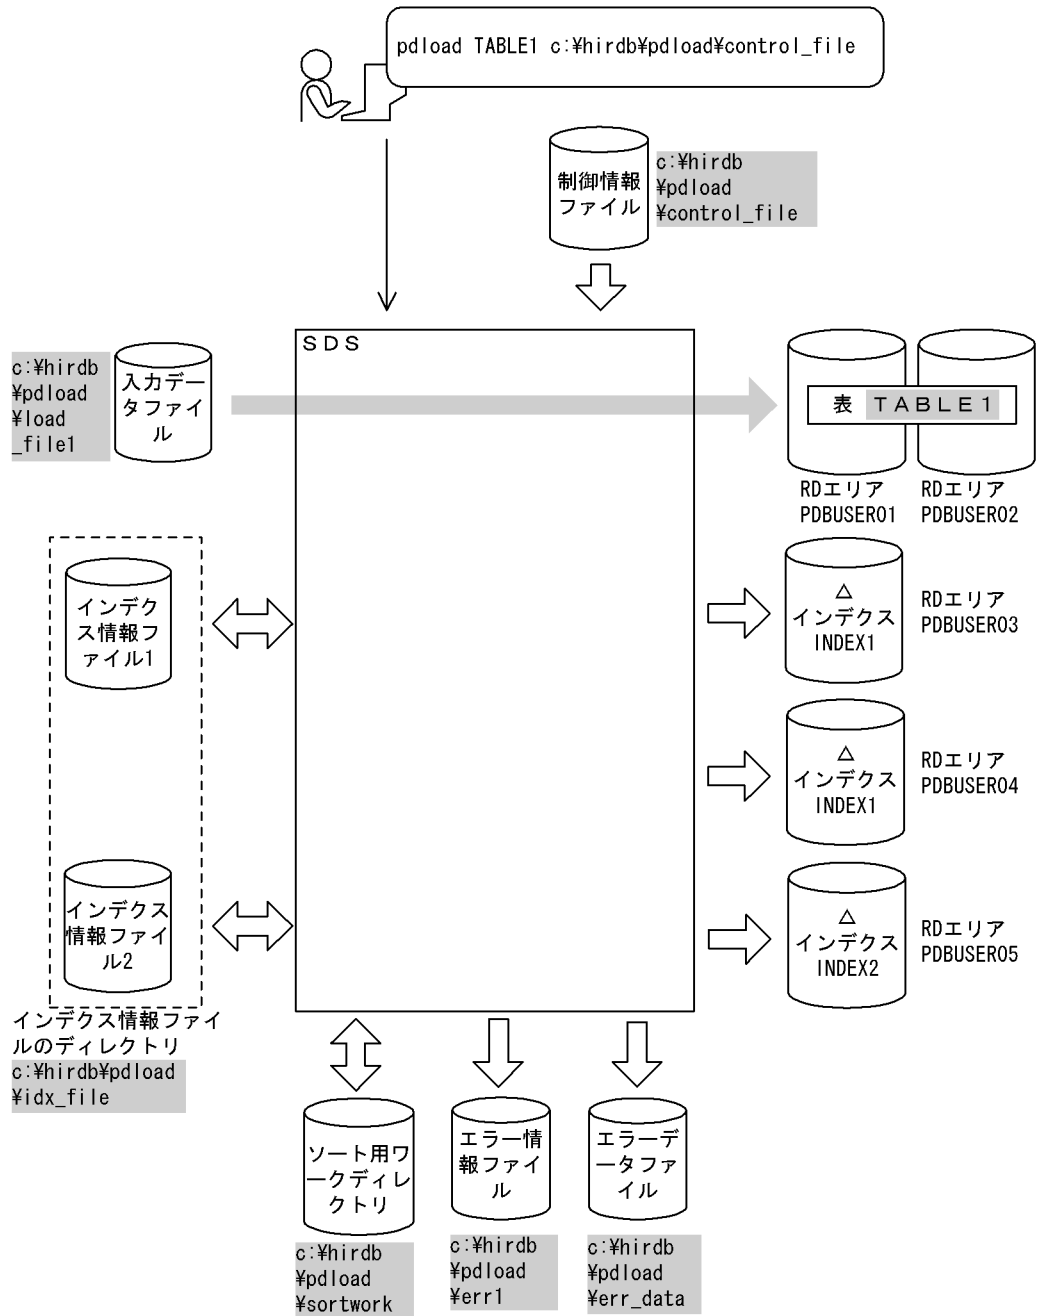 pdload TABLE1 c:¥hirdb¥pdload¥control_file
制御情報
ファイル
c:¥hirdb
¥pdload
¥control_file
ＳＤＳ
c:¥hirdb
¥pdload
¥load
_file1
入力デー
タファイ
ル
表 ＴＡＢＬＥ１
RDエリア
PDBUSER01
RDエリア
PDBUSER02
インデク
ス情報フ
ァイル1
△
インデクス
INDEX1
RDエリア
PDBUSER03
△
インデクス
INDEX1
RDエリア
PDBUSER04
インデクス
情報ファイ
ル2
△
インデクス
INDEX2
RDエリア
PDBUSER05
インデクス情報ファイ
ルのディレクトリ
c:¥hirdb¥pdload
¥idx_file
ソート用ワ
ークディレ
クトリ
c:¥hirdb
¥pdload
¥sortwork
エラー情
報ファイ
ル
c:¥hirdb
¥pdload
¥err1
エラーデ
ータファ
イル
c:¥hirdb
¥pdload
¥err_data